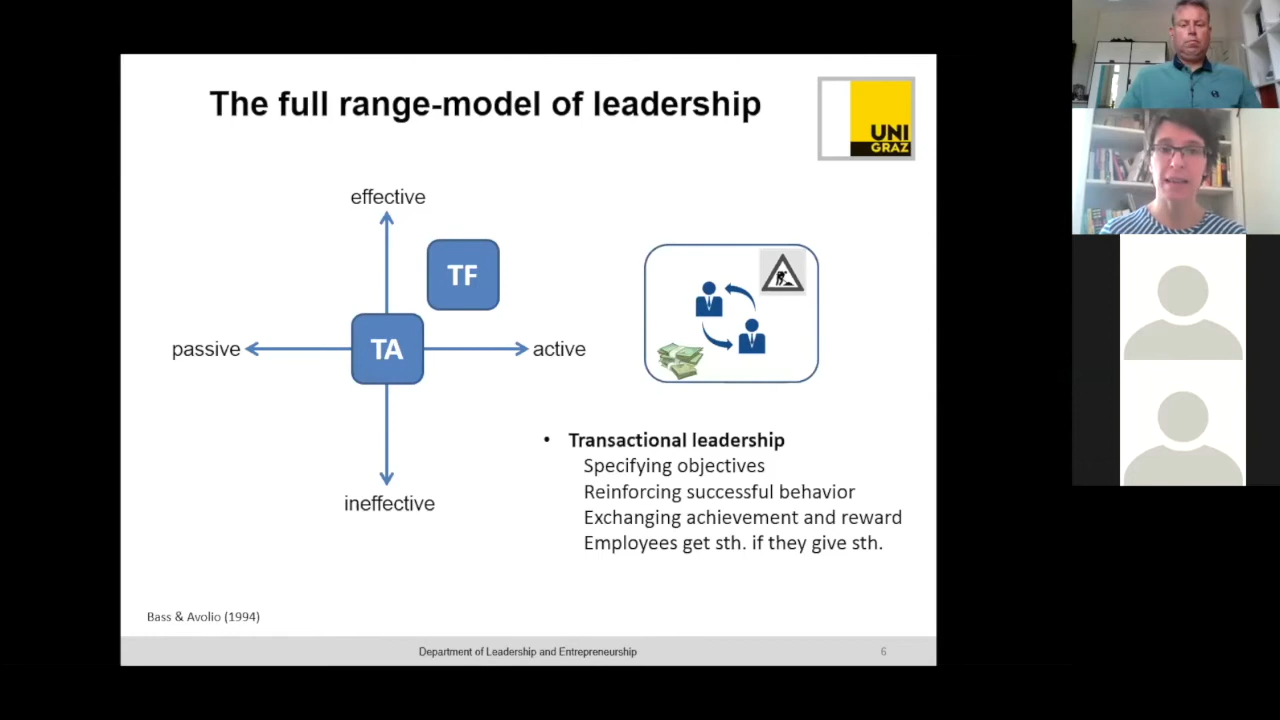 The full range-model of leadership
UNI
GRAZ
effective
TF
passive
TA
active
ineffective
• Transactional leadership
Specifying objectives
Reinforcing successful behavior
Exchanging achievement and reward
Employees get sth. if they give sth.
Bass & Avolio (1994)
Department of Leadership and Entrepreneurship
6